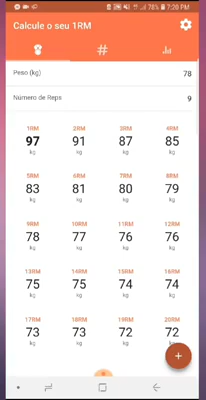 78% 7:20 PM
Calcule o seu 1RM
#
Peso (kg) 78
Número de Reps 9
1RM 2RM 3RM 4RM
97 91 87 85
kg kg kg kg
5RM 6RM 7RM 8RM
83 81 80 79
kg kg kg kg
9RM 10RM 11RM 12RM
78 77 76 76
kg kg kg kg
13RM 14RM 15RM 16RM
75 75 74 74
kg kg kg kg
17RM 18RM 19RM 20RM
73 73 72 72
kg kg kg kg
+